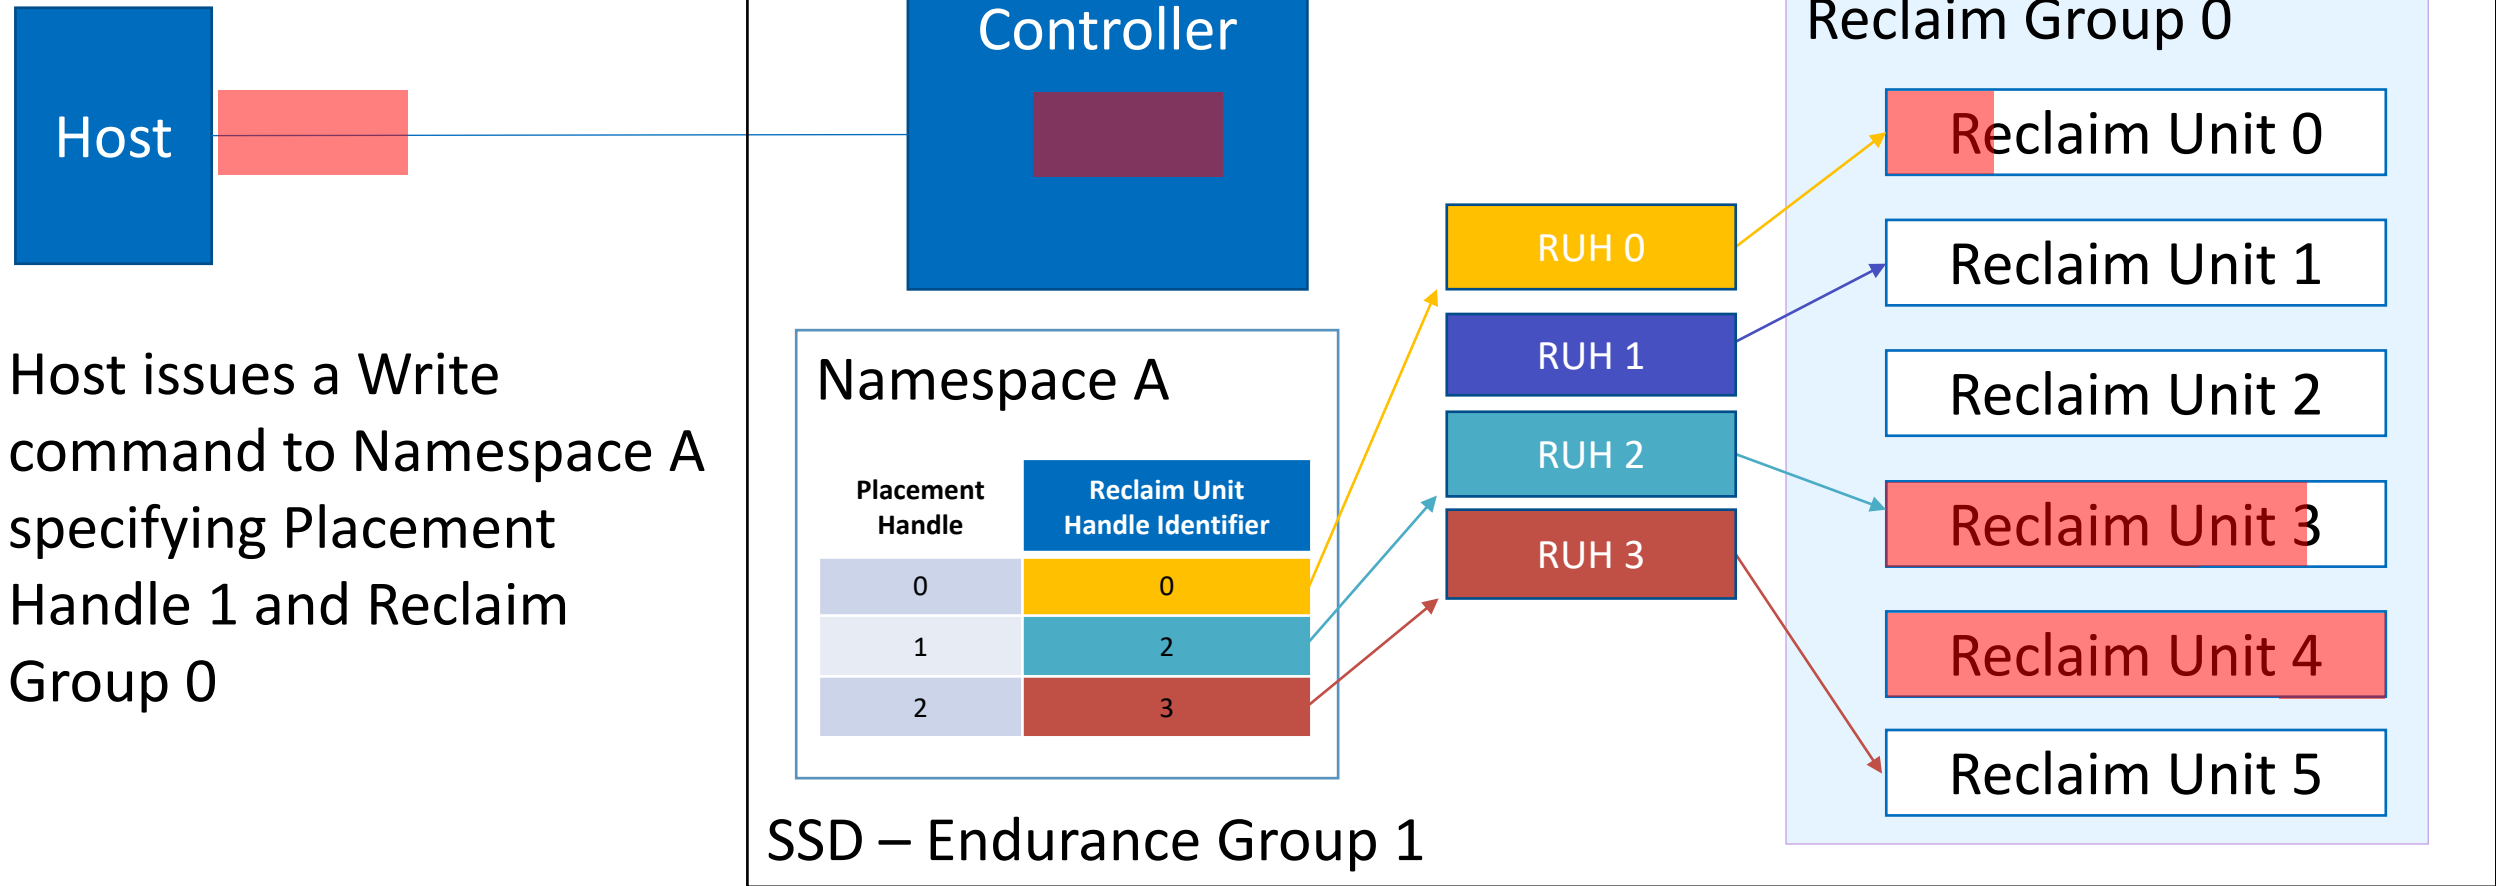 Host
Controller
Reclaim Group 0
Reclaim Unit 0
Reclaim Unit 1
Reclaim Unit 2
Reclaim Unit 3
Reclaim Unit 4
Reclaim Unit 5
RUH 0
RUH 1
RUH 2
RUH 3
Host issues a Write
command to Namespace A
specifying Placement
Handle 1 and Reclaim
Group 0
Namespace A
Placement
Handle
Reclaim Unit
Handle Identifier
0 0
1 2
2 3
SSD – Endurance Group 1